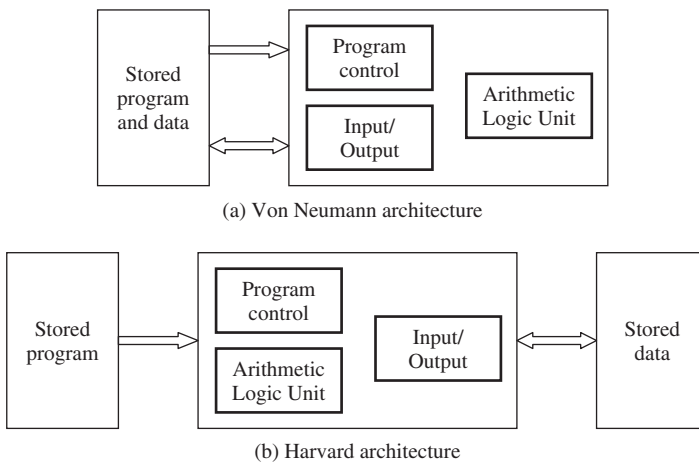 Stored
program
and data
Program
control
Input/
Output
Arithmetic
Logic Unit
(a) Von Neumann architecture
Stored
program
Program
control
Arithmetic
Logic Unit
Input/
Output
Stored
data
(b) Harvard architecture